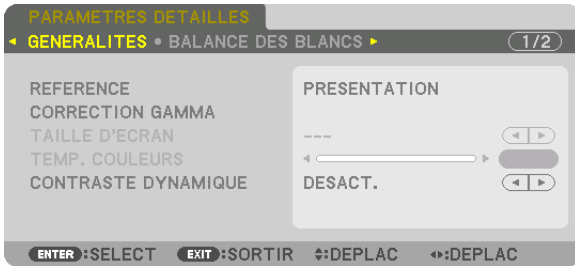 PARAMETRES DETAILLES
GENERALITES • BALANCE DES BLANCS 1/2
REFERENCE PRESENTATION
CORRECTION GAMMA
TAILLE D'ECRAN ---
TEMP. COULEURS
CONTRASTE DYNAMIQUE DESACT.
ENTER :SELECT EXIT :SORTIR :DEPLAC :DEPLAC